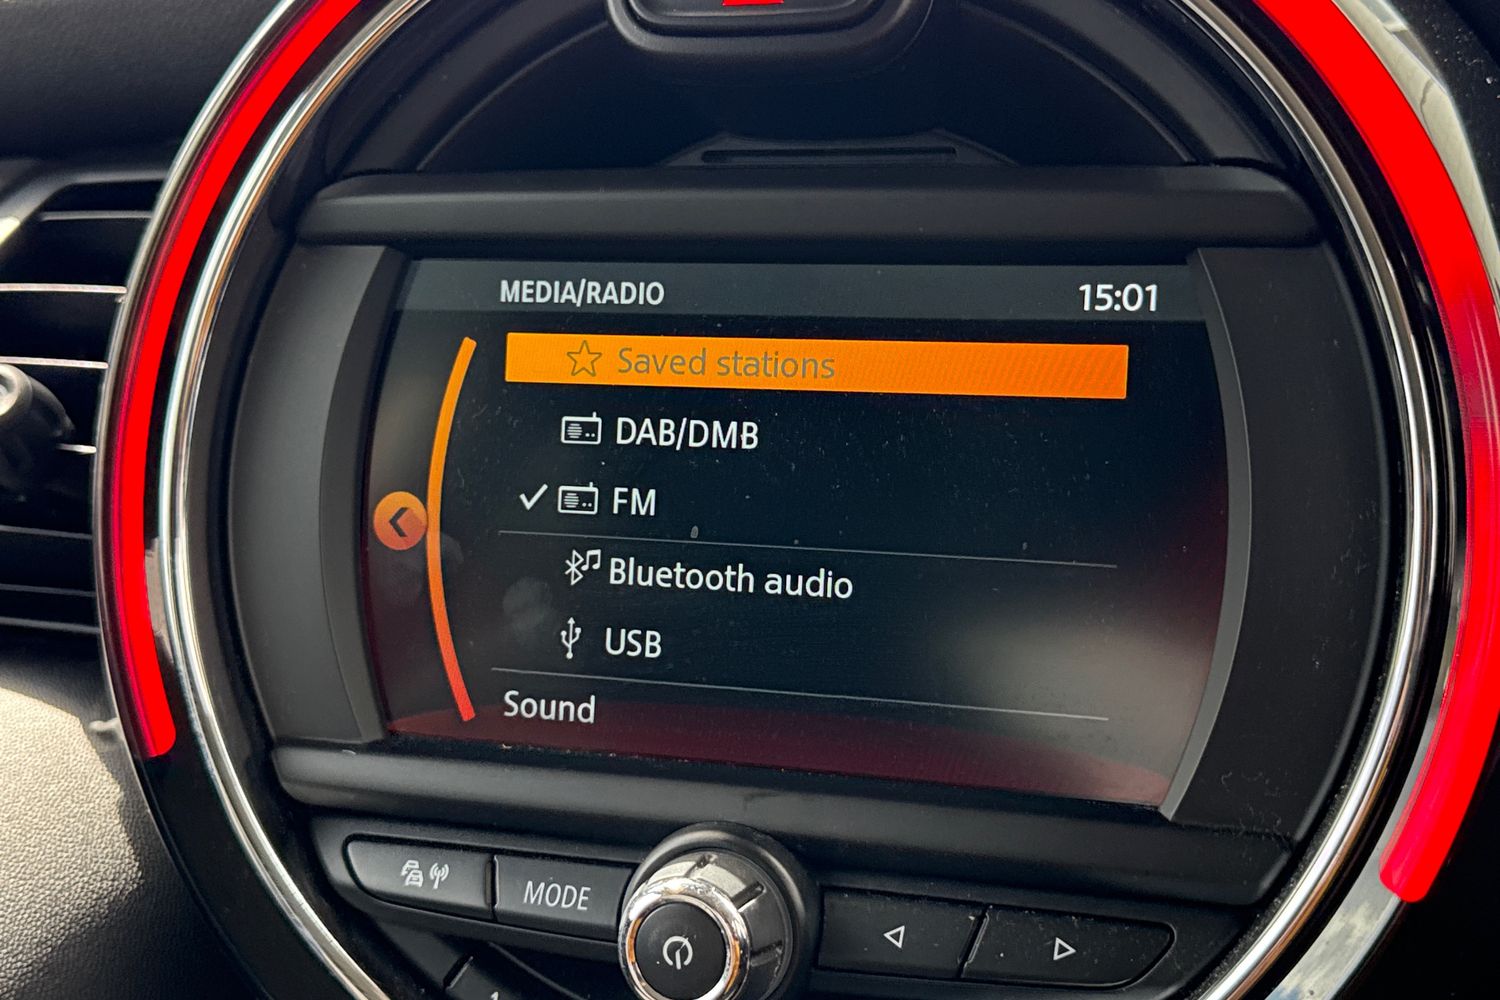 MEDIA/RADIO 15:01
Saved stations
DAB/DMB
FM
Bluetooth audio
USB
Sound
MODE